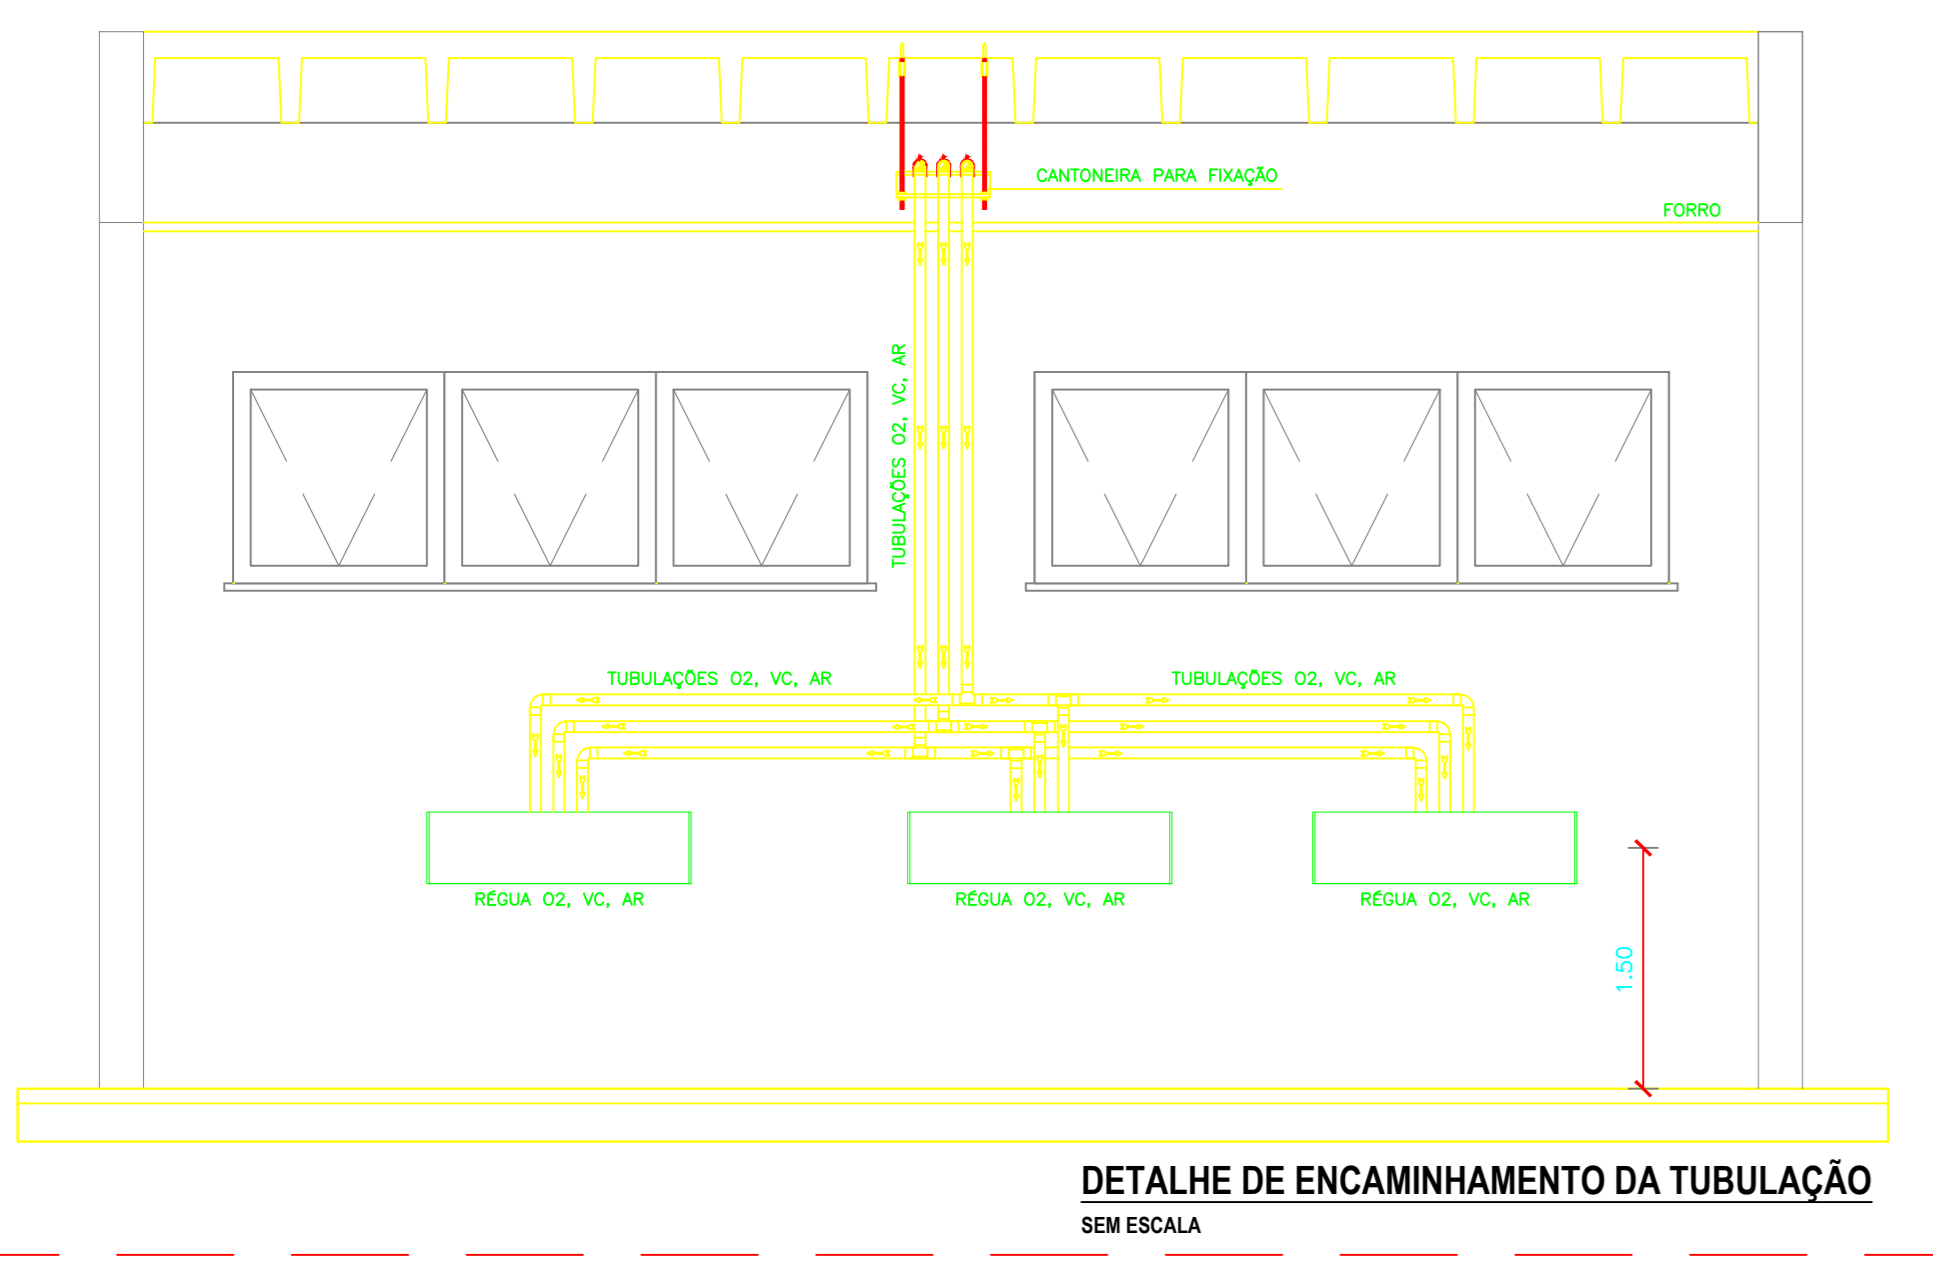 CANTONEIRA PARA FIXAÇÃO
FORRO
TUBULAÇÕES O2, VC, AR
TUBULAÇÕES O2, VC, AR
TUBULAÇÕES O2, VC, AR
RÉGUA O2, VC, AR
RÉGUA O2, VC, AR
RÉGUA O2, VC, AR
1.50
DETALHE DE ENCAMINHAMENTO DA TUBULAÇÃO
SEM ESCALA